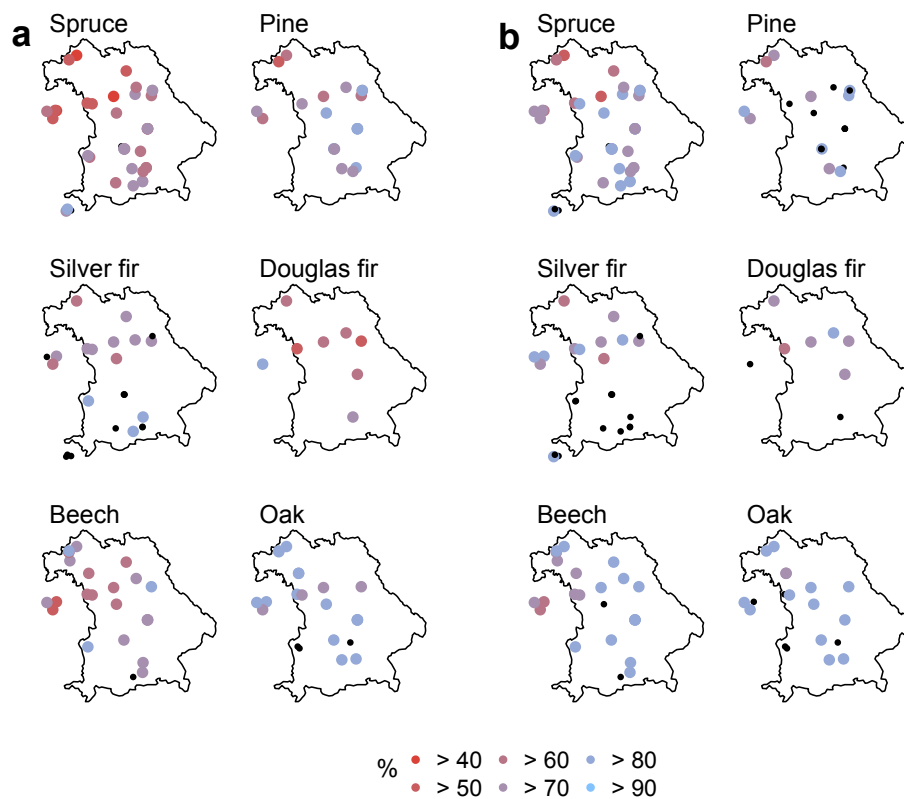 a Spruce Pine b Spruce Pine
Silver fir Douglas fir Silver fir Douglas fir
Beech Oak Beech Oak
% > 40 > 60 > 80
> 50 > 70 > 90